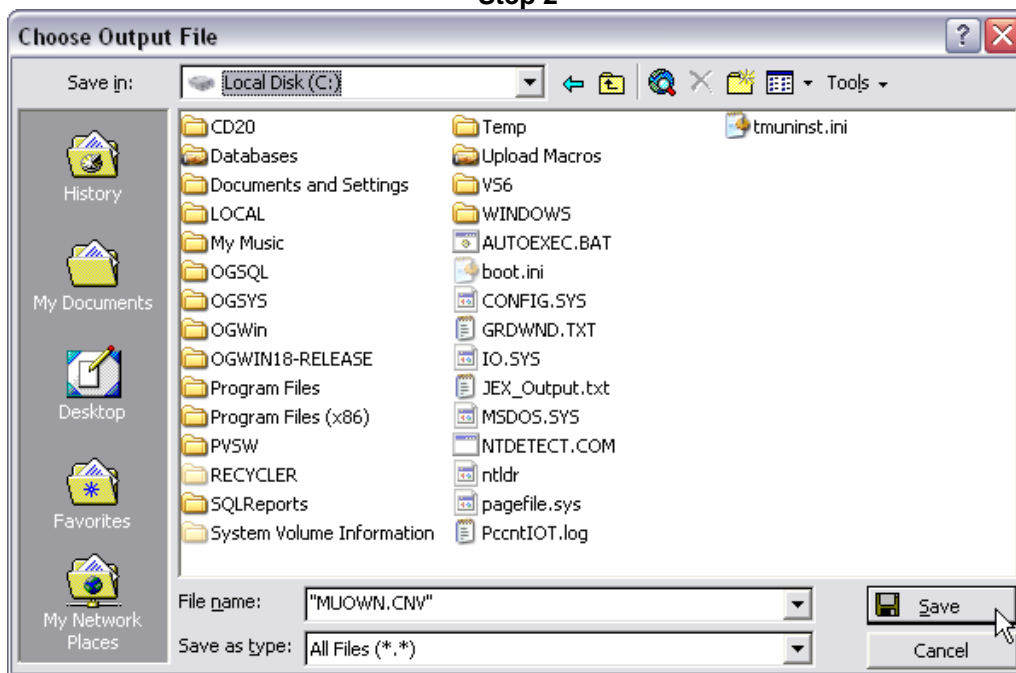 Step 2
Choose Output File
Save in:
Local Disk (C:)
Tools
History
My Documents
Desktop
Favorites
My Network
Places
CD20
Databases
Documents and Settings
LOCAL
My Music
OGSQL
OGSYS
OGWin
OGWIN18-RELEASE
Program Files
Program Files (x86)
PVSW
RECYCLER
SQLReports
System Volume Information
Temp
Upload Macros
VS6
WINDOWS
AUTOEXEC.BAT
boot.ini
CONFIG.SYS
GRDWND.TXT
IO.SYS
JEX_Output.txt
MSDOS.SYS
NTDETECT.COM
ntldr
pagefile.sys
PccntIOT.log
tmuninst.ini
File name:
"MUOWN.CNV"
Save
Save as type:
All Files (*.*)
Cancel